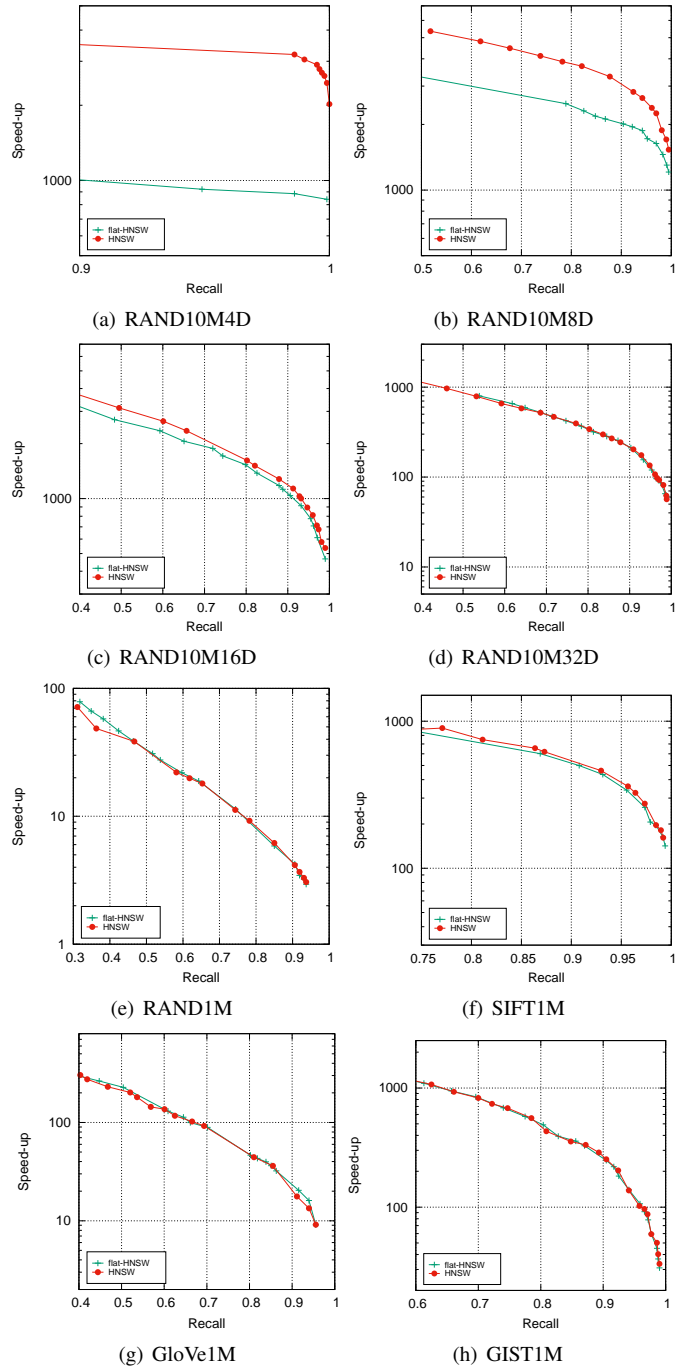 Speed-up
1000
flat-HNSW
HNSW
0.9
1
Recall
(a) RAND10M4D
Speed-up
1000
flat-HNSW
HNSW
0.5
0.6
0.7
0.8
0.9
1
Recall
(b) RAND10M8D
Speed-up
1000
flat-HNSW
HNSW
0.4
0.5
0.6
0.7
0.8
0.9
1
Recall
(c) RAND10M16D
Speed-up
1000
100
10
flat-HNSW
HNSW
0.4
0.5
0.6
0.7
0.8
0.9
1
Recall
(d) RAND10M32D
Speed-up
100
10
1
flat-HNSW
HNSW
0.3
0.4
0.5
0.6
0.7
0.8
0.9
1
Recall
(e) RAND1M
Speed-up
1000
100
flat-HNSW
HNSW
0.75
0.8
0.85
0.9
0.95
1
Recall
(f) SIFT1M
Speed-up
100
10
flat-HNSW
HNSW
0.4
0.5
0.6
0.7
0.8
0.9
1
Recall
(g) GloVe1M
Speed-up
1000
100
flat-HNSW
HNSW
0.6
0.7
0.8
0.9
1
Recall
(h) GIST1M